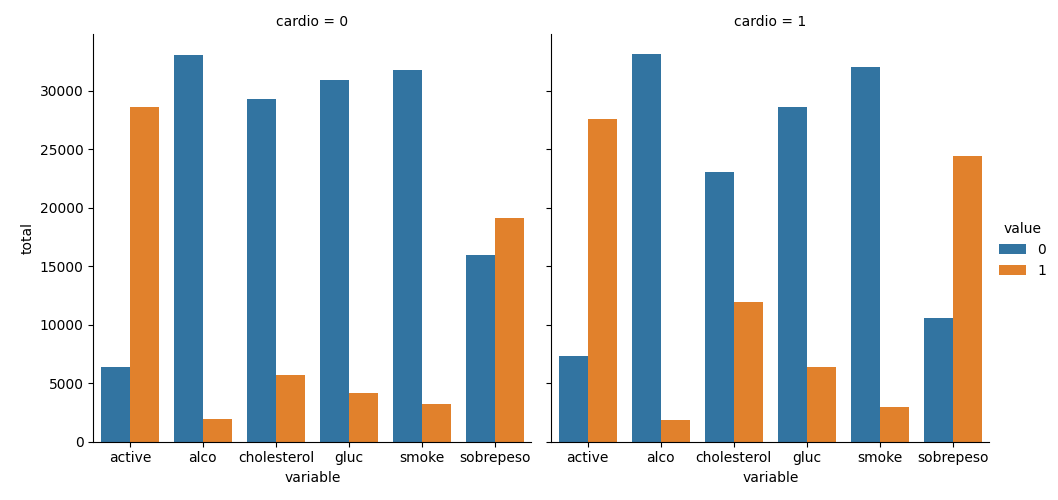 cardio = 0
cardio = 1
total
30000
25000
20000
15000
10000
5000
0
active alco cholesterol gluc smoke sobrepeso
variable
active alco cholesterol gluc smoke sobrepeso
variable
value
0
1